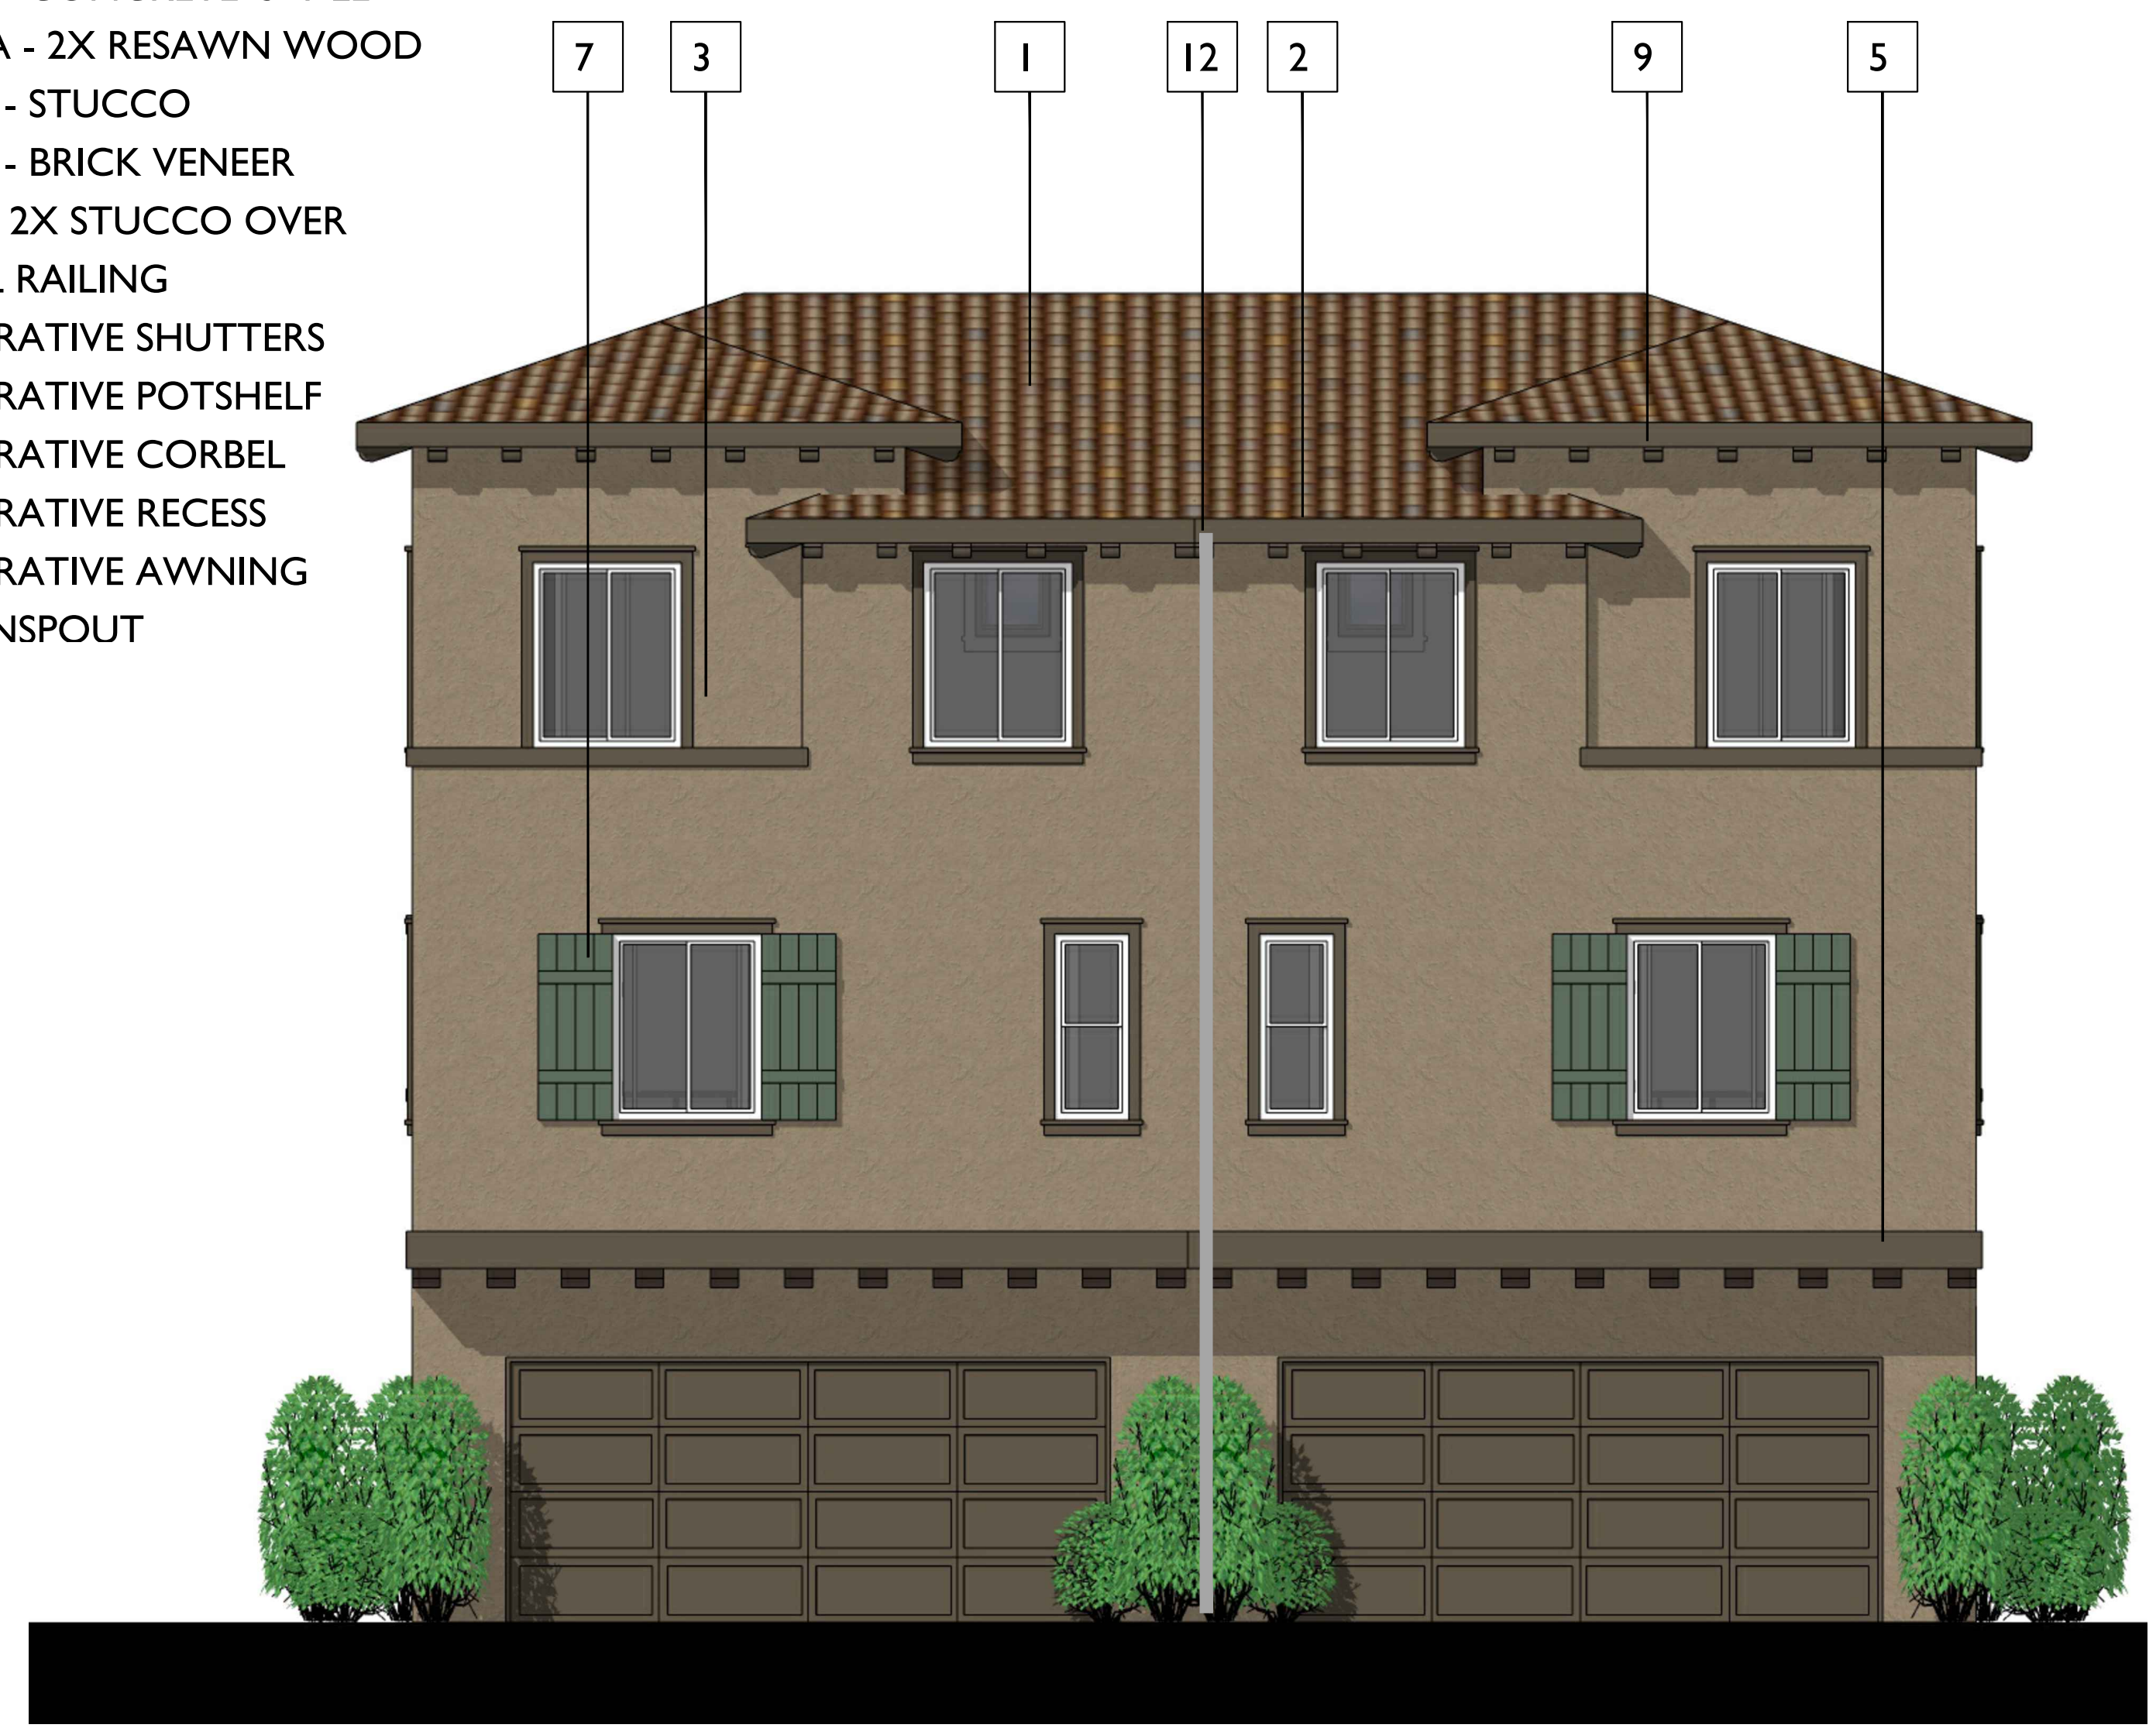 7 3 1 12 2 9 5
A - 2X RESAWN WOOD
- STUCCO
- BRICK VENEER
2X STUCCO OVER
RAILING
RATIVE SHUTTERS
RATIVE POTSHELF
RATIVE CORBEL
RATIVE RECESS
RATIVE AWNING
NSPOUT